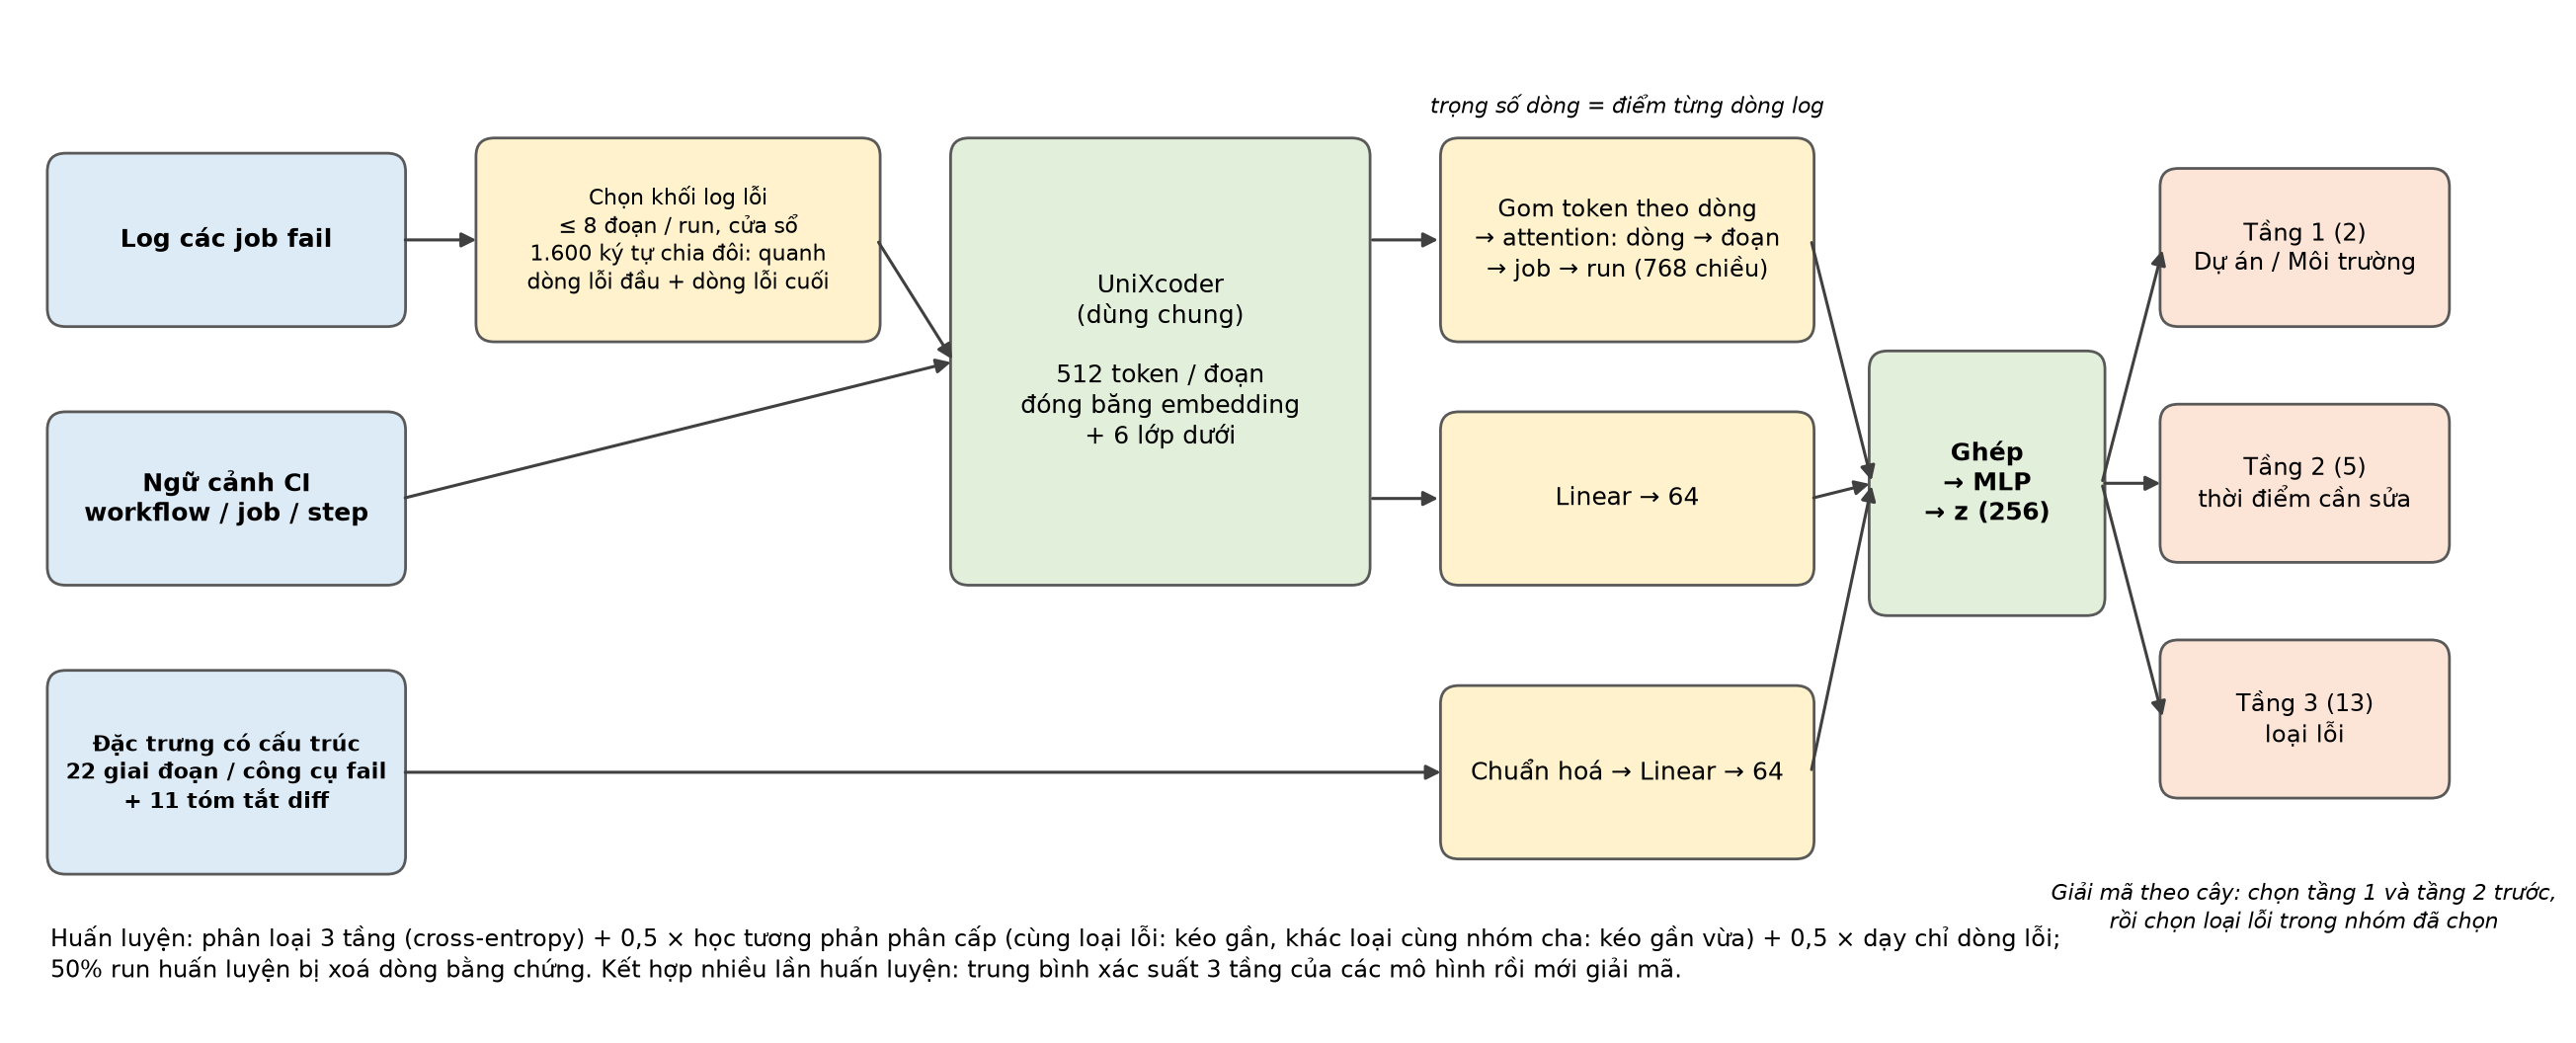 trọng số dòng = điểm từng dòng log
Log các job fail
Chọn khối log lỗi
≤ 8 đoạn / run, cửa sổ
1.600 ký tự chia đôi: quanh
dòng lỗi đầu + dòng lỗi cuối
UniXcoder
(dùng chung)
512 token / đoạn
đóng băng embedding
+ 6 lớp dưới
Gom token theo dòng
→ attention: dòng → đoạn
→ job → run (768 chiều)
Tầng 1 (2)
Dự án / Môi trường
Ngữ cảnh CI
workflow / job / step
Linear → 64
Ghép
→ MLP
→ z (256)
Tầng 2 (5)
thời điểm cần sửa
Đặc trưng có cấu trúc
22 giai đoạn / công cụ fail
+ 11 tóm tắt diff
Chuẩn hoá → Linear → 64
Tầng 3 (13)
loại lỗi
Giải mã theo cây: chọn tầng 1 và tầng 2 trước,
rồi chọn loại lỗi trong nhóm đã chọn
Huấn luyện: phân loại 3 tầng (cross-entropy) + 0,5 × học tương phản phân cấp (cùng loại lỗi: kéo gần, khác loại cùng nhóm cha: kéo gần vừa) + 0,5 × dạy chỉ dòng lỗi;
50% run huấn luyện bị xoá dòng bằng chứng. Kết hợp nhiều lần huấn luyện: trung bình xác suất 3 tầng của các mô hình rồi mới giải mã.